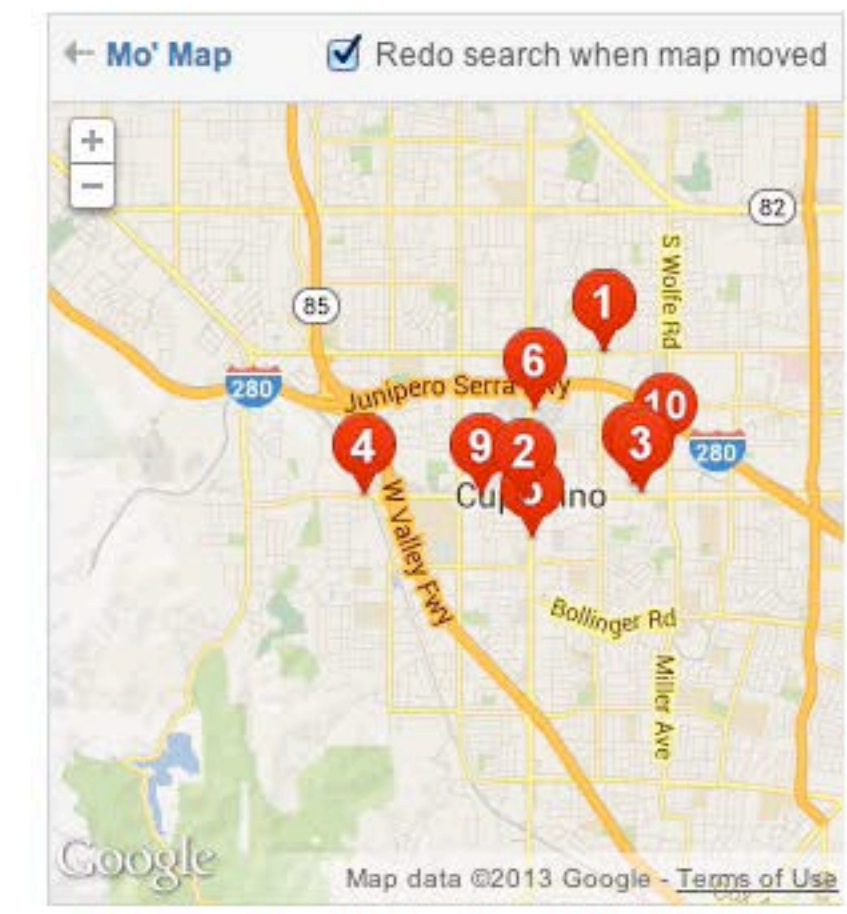 ← Mo' Map Redo search when map moved
+
−
82
S Wolfe Rd
85
1
6
280
Junipero Serra
10
4
9
2
3
280
W Valley Fwy
Bollinger Rd
Miller Ave
Google
Map data ©2013 Google - Terms of Use